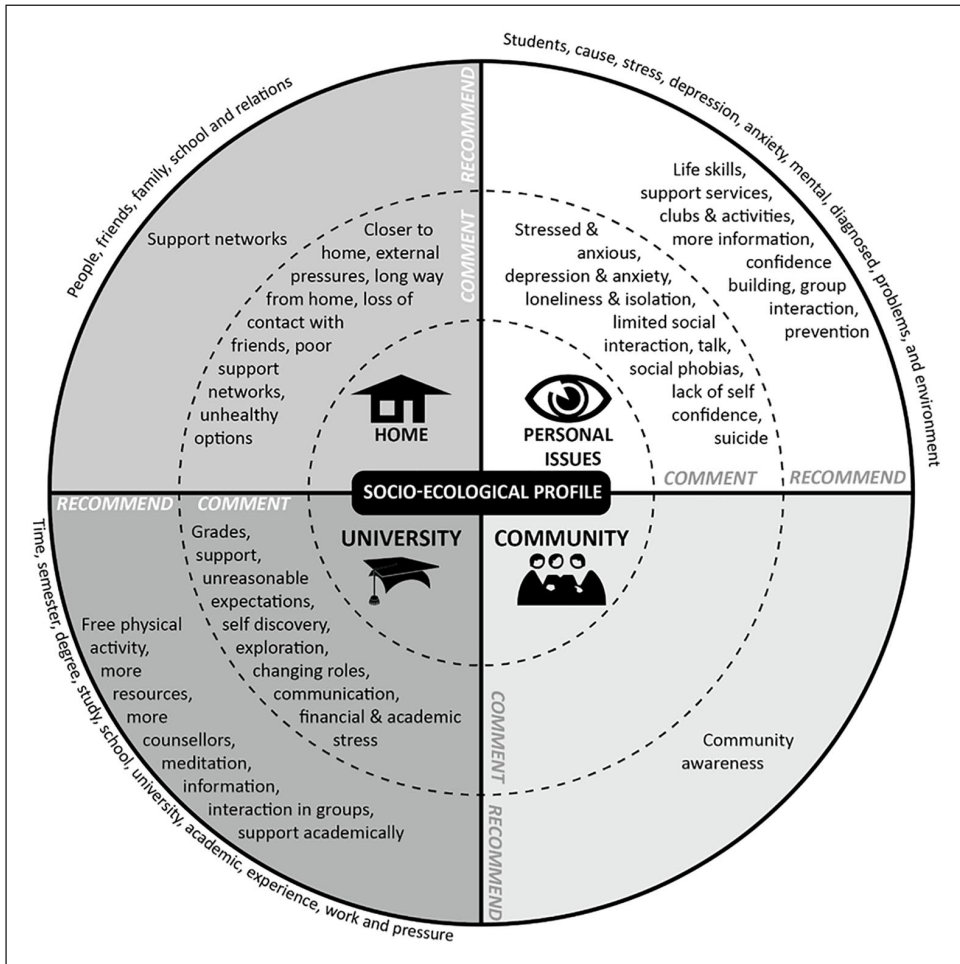 People, friends, family, school and relations
Students, cause, stress, depression, anxiety, mental, diagnosed, problems, and environment
RECOMMEND
COMMENT
Support networks
Closer to
home, external
pressures, long way
from home, loss of
contact with
friends, poor
support
networks,
unhealthy
options
HOME
Stressed &
anxious,
depression & anxiety,
loneliness & isolation,
limited social
interaction, talk,
social phobias,
lack of self
confidence,
suicide
Life skills,
support services,
clubs & activities,
more information,
confidence
building, group
interaction,
prevention
PERSONAL
ISSUES
COMMENT
RECOMMEND
SOCIO-ECOLOGICAL PROFILE
RECOMMEND
COMMENT
UNIVERSITY
Grades,
support,
unreasonable
expectations,
self discovery,
exploration,
changing roles,
communication,
financial & academic
stress
Free physical
activity,
more
resources,
more
counsellors,
meditation,
information,
interaction in groups,
support academically
Time, semester, degree, study, school, university, academic, experience, work and pressure
COMMUNITY
COMMENT
RECOMMEND
Community
awareness